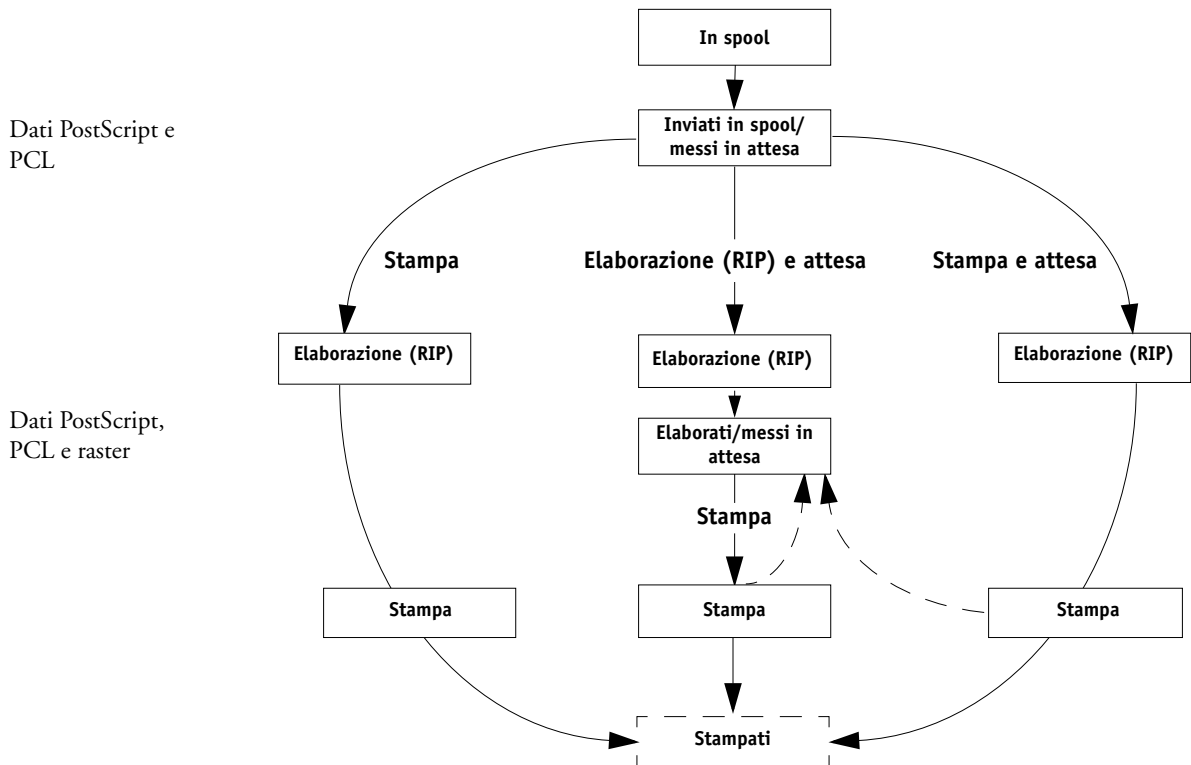 In spool
Dati PostScript e
PCL
Inviati in spool/
messi in attesa
Stampa
Elaborazione (RIP) e attesa
Stampa e attesa
Elaborazione (RIP)
Elaborazione (RIP)
Elaborazione (RIP)
Dati PostScript,
PCL e raster
Elaborati/messi in
attesa
Stampa
Stampa
Stampa
Stampa
Stampati